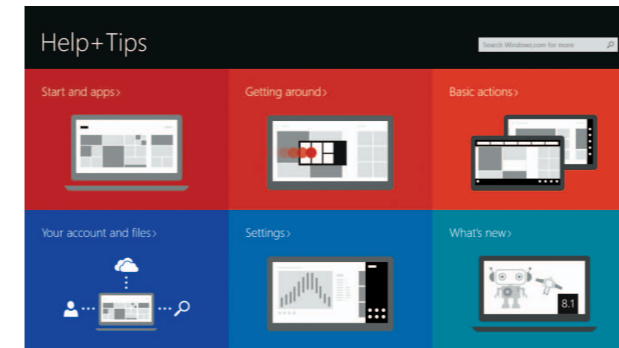 Help+Tips
Search Windows.com for more
Start and apps>
Getting around>
Basic actions>
Your account and files>
Settings>
What's new>
8.1